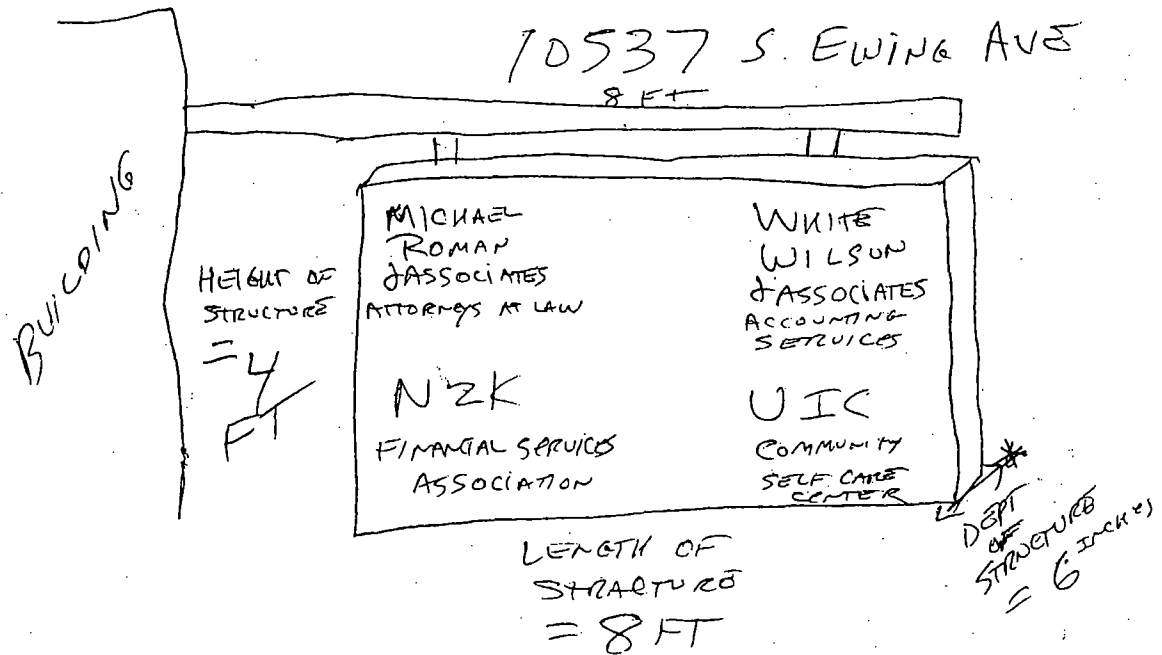 10537 S. EWING AVE
8 FT
BUILDING
HEIGHT OF
STRUCTURE
= 4
FT
MICHAEL
ROMAN
&ASSOCIATES
ATTORNEYS AT LAW
WHITE
WILSON
&ASSOCIATES
ACCOUNTING
SERVICES
NZK
FINANCIAL SERVICES
ASSOCIATION
UIC
COMMUNITY
SELF CARE
CENTER
LENGTH OF
STRACTURE
= 8 FT
DEPT
OF
STRUCTURE
= 6 INCHES